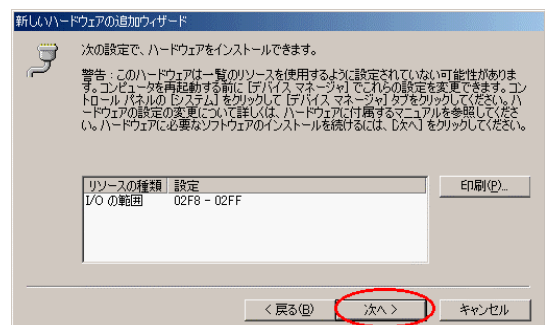 新しいハードウェアの追加ウィザード
次の設定で、ハードウェアをインストールできます。
警告 : このハードウェアは一覧のリソースを使用するように設定されていない可能性がありま
す。コンピュータを再起動する前に [デバイス マネージャ] でこれらの設定を変更できます。コン
トロール パネルの [システム] をクリックして [デバイス マネージャ] タブをクリックしてください。ハ
ードウェアの設定の変更について詳しくは、ハードウェアに付属するマニュアルを参照してくださ
い。ハードウェアに必要なソフトウェアのインストールを続けるには、[次へ] をクリックしてください。
リソースの種類 設定
I/O の範囲 02F8 - 02FF
印刷(P)...
< 戻る(B) 次へ > キャンセル